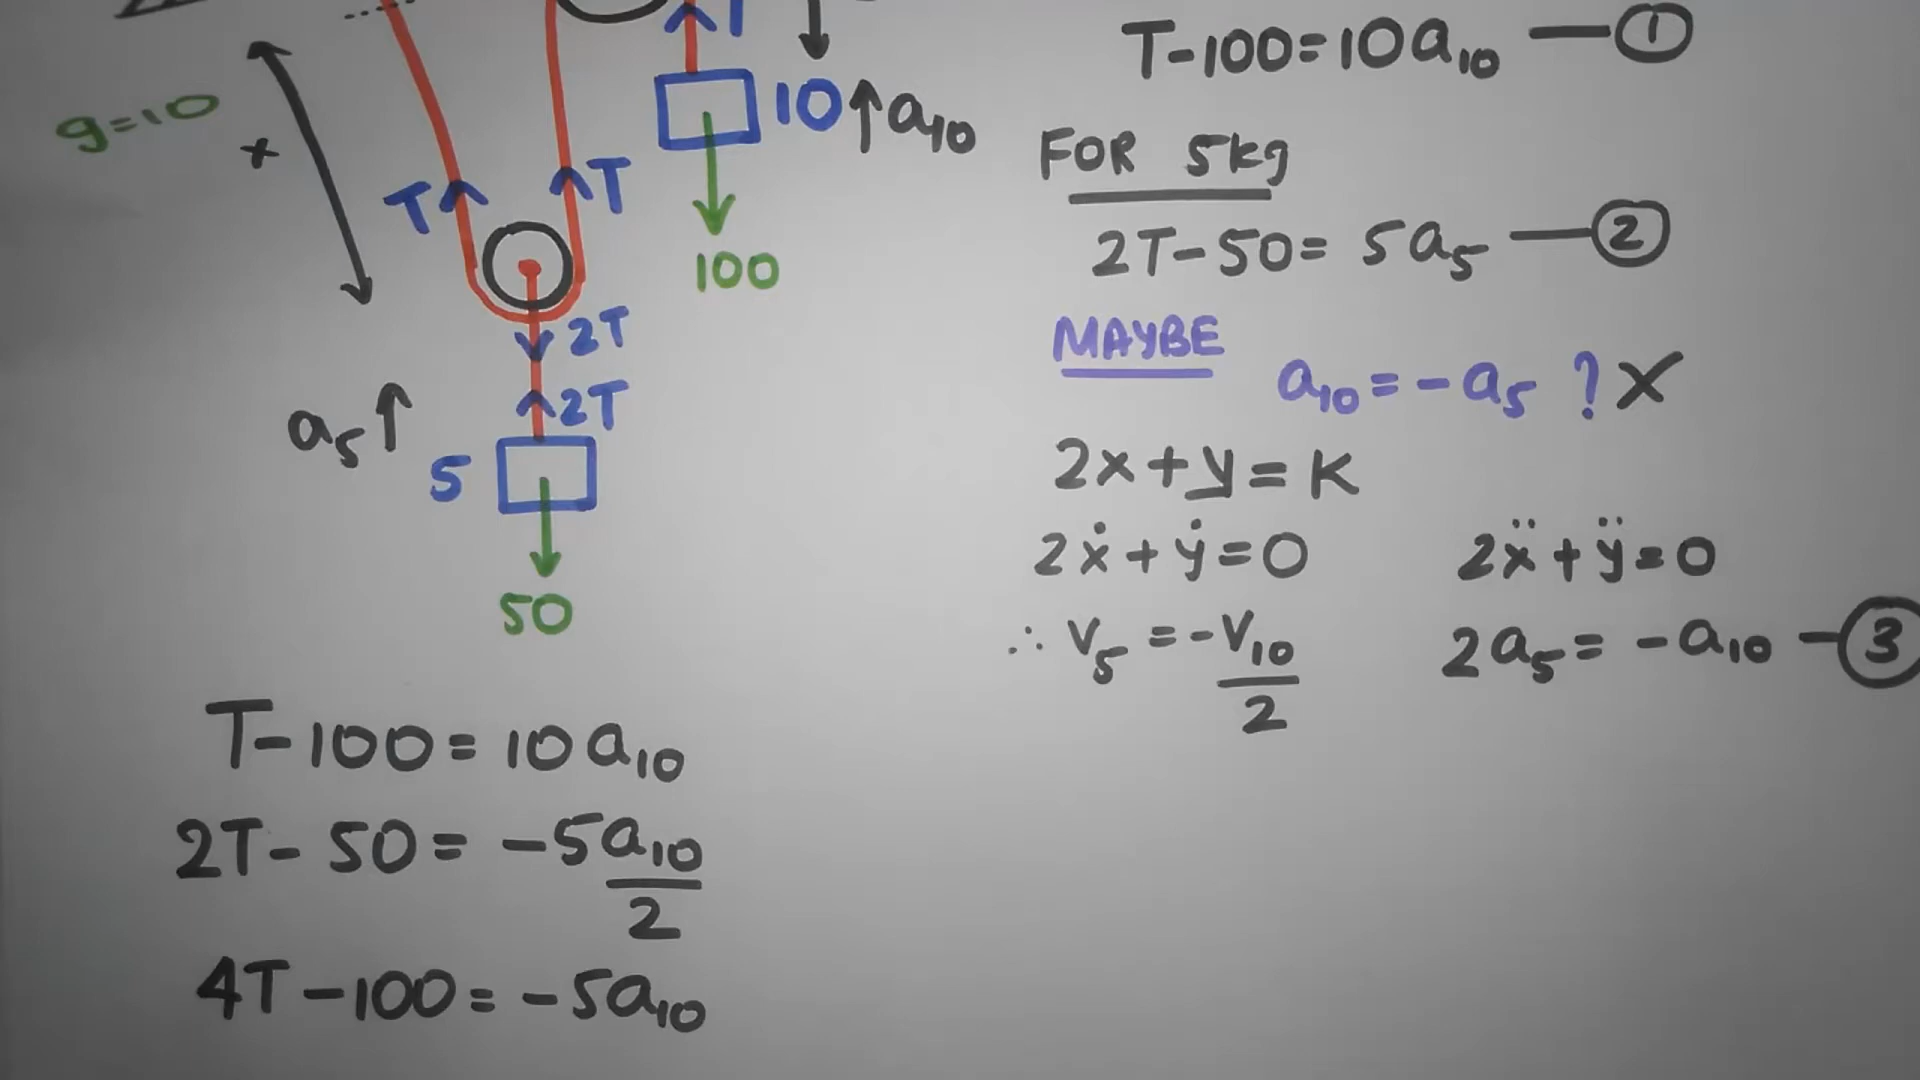 T
g=10
x
10 ↑a₁₀
T
T
100
2T
2T
a₅↑
5
50
T-100=10a₁₀
2T-50=-5a₁₀/2
4T-100=-5a₁₀
T-100=10a₁₀ —①
FOR 5kg
2T-50=5a₅ —②
MAYBE
a₁₀=-a₅ ? X
2x+y=K
2ẋ+ẏ=0 2ẍ+ÿ=0
∴ V₅=-V₁₀/2 2a₅=-a₁₀ —③